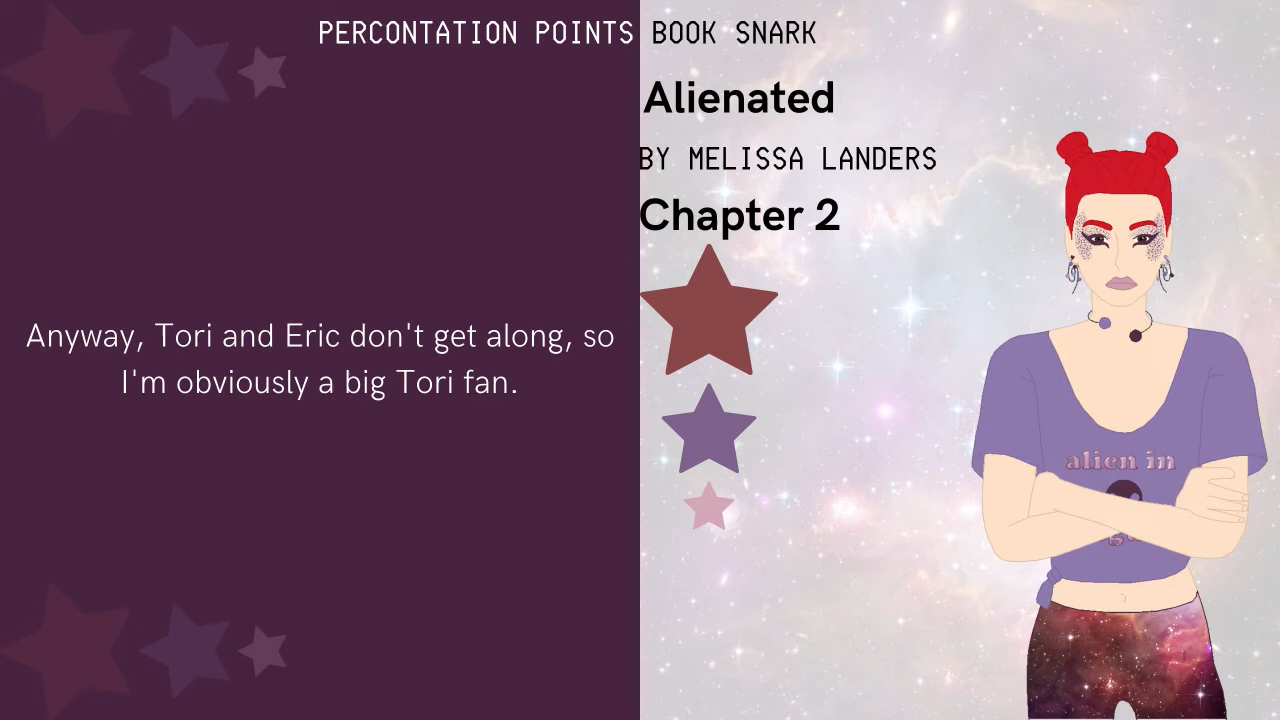 PERCONTATION POINTS BOOK SNARK
Alienated
BY MELISSA LANDERS
Chapter 2
Anyway, Tori and Eric don't get along, so
I'm obviously a big Tori fan.
alien in